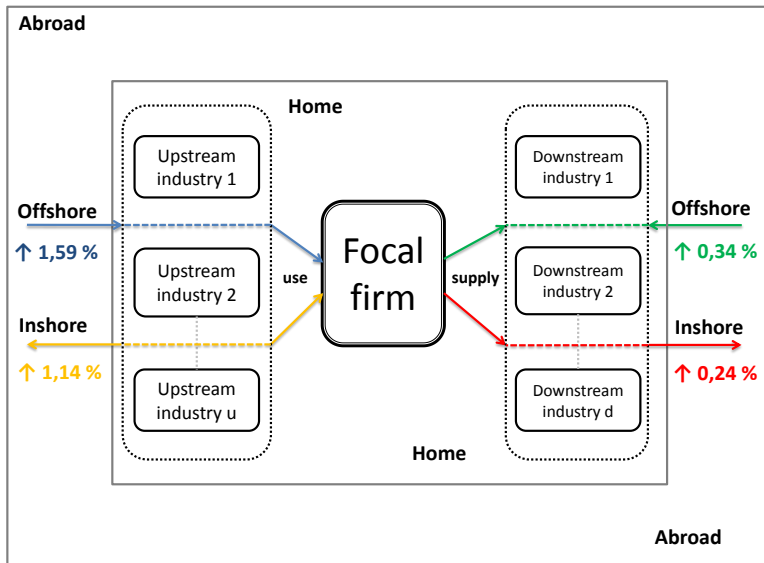 Abroad
Home
Upstream
industry 1
Downstream
industry 1
Offshore
Offshore
↑ 1,59 %
Upstream
industry 2
use
Focal
firm
supply
Downstream
industry 2
↑ 0,34 %
Inshore
Inshore
↑ 1,14 %
Upstream
industry u
Downstream
industry d
↑ 0,24 %
Home
Abroad